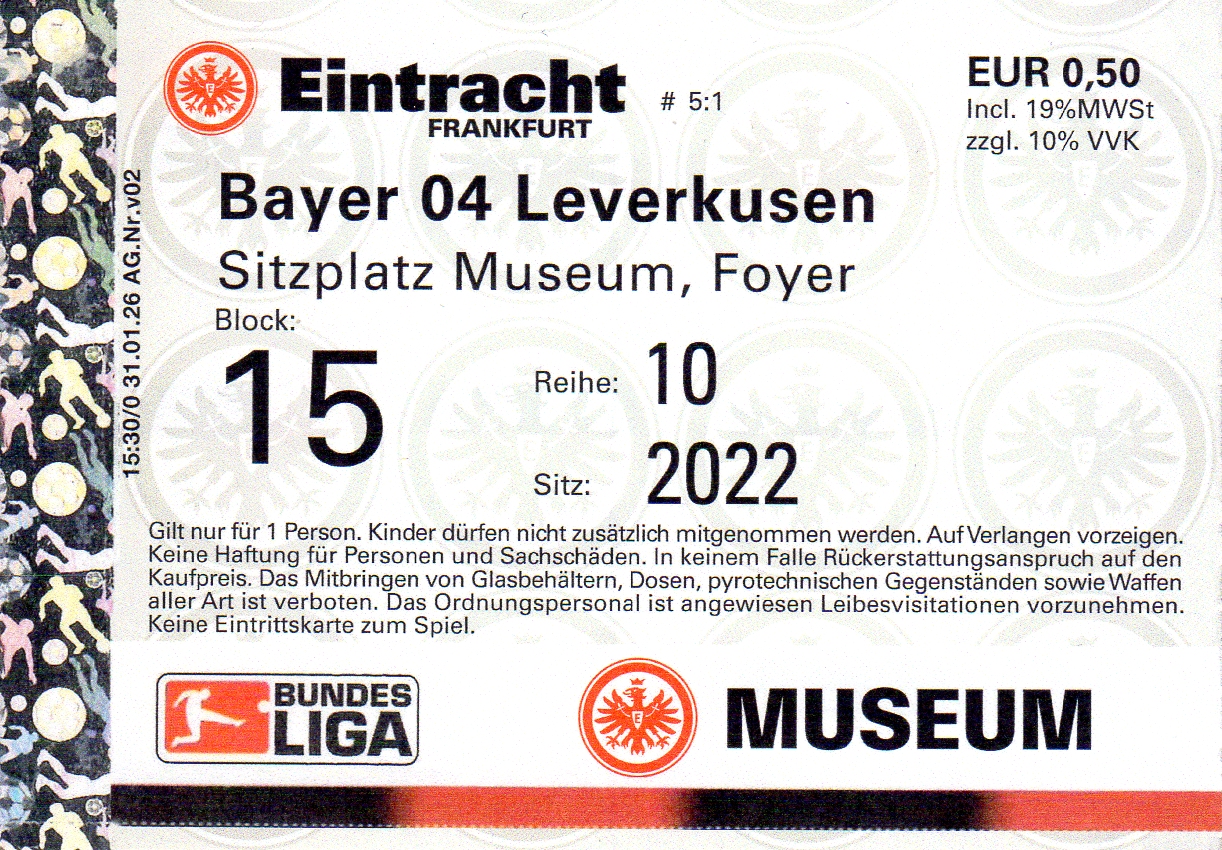 Eintracht
FRANKFURT
# 5:1
EUR 0,50
Incl. 19%MWSt
zzgl. 10% VVK
Bayer 04 Leverkusen
Sitzplatz Museum, Foyer
Block:
15
Reihe: 10
Sitz: 2022
15:30/0 31.01.26 AG.Nr.v02
Gilt nur für 1 Person. Kinder dürfen nicht zusätzlich mitgenommen werden. Auf Verlangen vorzeigen.
Keine Haftung für Personen und Sachschäden. In keinem Falle Rückerstattungsanspruch auf den
Kaufpreis. Das Mitbringen von Glasbehältern, Dosen, pyrotechnischen Gegenständen sowie Waffen
aller Art ist verboten. Das Ordnungspersonal ist angewiesen Leibesvisitationen vorzunehmen.
Keine Eintrittskarte zum Spiel.
BUNDES
LIGA
MUSEUM